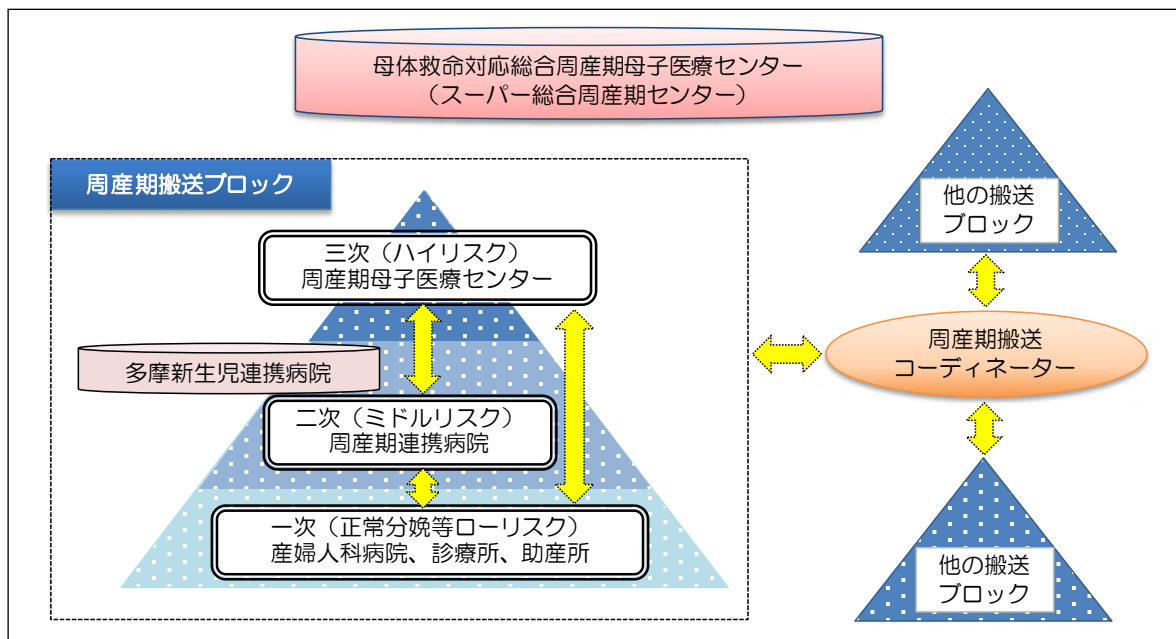 母体救命対応総合周産期母子医療センター
（スーパー総合周産期センター）
周産期搬送ブロック
三次（ハイリスク）
周産期母子医療センター
多摩新生児連携病院
二次（ミドルリスク）
周産期連携病院
一次（正常分娩等ローリスク）
産婦人科病院、診療所、助産所
他の搬送
ブロック
周産期搬送
コーディネーター
他の搬送
ブロック